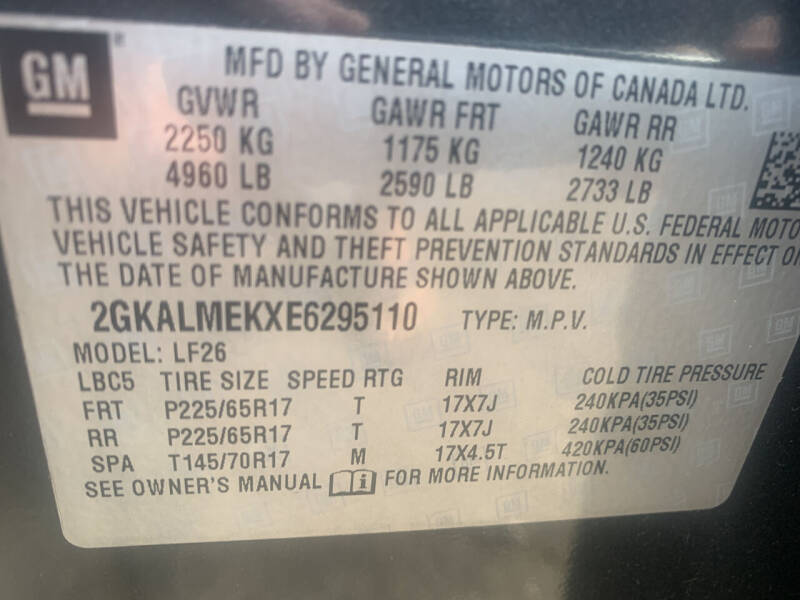 GM
MFD BY GENERAL MOTORS OF CANADA LTD.
GVWR GAWR FRT GAWR RR
2250 KG 1175 KG 1240 KG
4960 LB 2590 LB 2733 LB
THIS VEHICLE CONFORMS TO ALL APPLICABLE U.S. FEDERAL MOTO
VEHICLE SAFETY AND THEFT PREVENTION STANDARDS IN EFFECT O
THE DATE OF MANUFACTURE SHOWN ABOVE.
2GKALMEKXE6295110 TYPE: M.P.V.
MODEL: LF26
LBC5 TIRE SIZE SPEED RTG RIM COLD TIRE PRESSURE
FRT P225/65R17 T 17X7J 240KPA(35PSI)
RR P225/65R17 T 17X7J 240KPA(35PSI)
SPA T145/70R17 M 17X4.5T 420KPA(60PSI)
SEE OWNER'S MANUAL i FOR MORE INFORMATION.